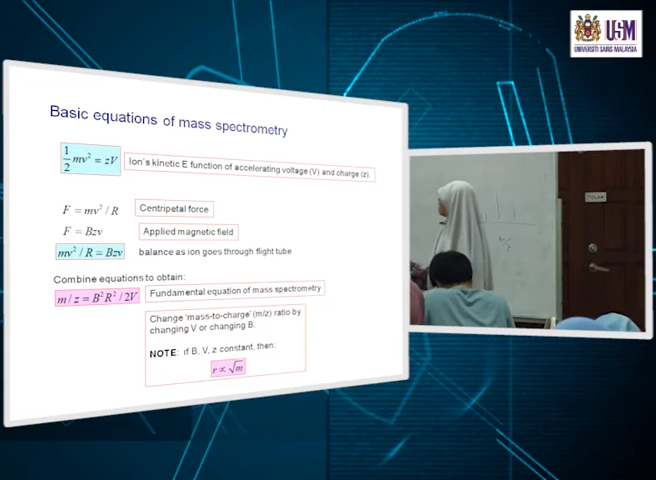 USM
UNIVERSITI SAINS MALAYSIA
Basic equations of mass spectrometry
1/2 mv² = zV
Ion's kinetic E function of accelerating voltage (V) and charge (z).
F = mv² / R
Centripetal force
F = Bzv
Applied magnetic field
mv² / R = Bzv
balance as ion goes through flight tube
Combine equations to obtain:
m / z = B²R² / 2V
Fundamental equation of mass spectrometry
Change 'mass-to-charge' (m/z) ratio by
changing V or changing B.
NOTE: if B, V, z constant, then:
r ∝ √m
TOLAK